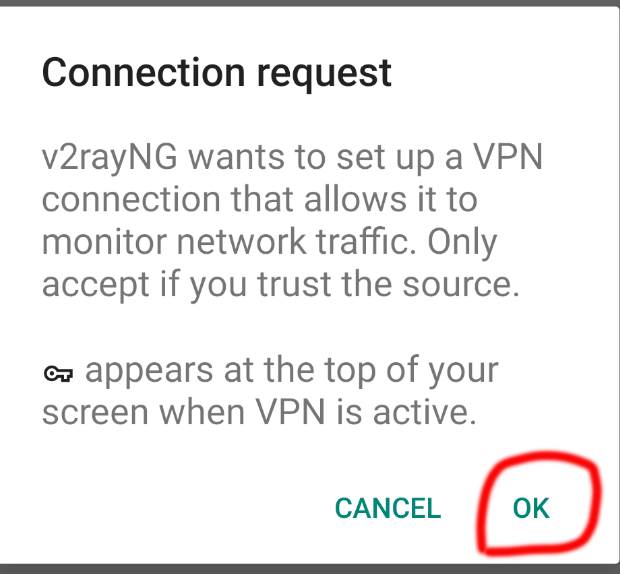 Connection request
v2rayNG wants to set up a VPN
connection that allows it to
monitor network traffic. Only
accept if you trust the source.
appears at the top of your
screen when VPN is active.
CANCEL OK